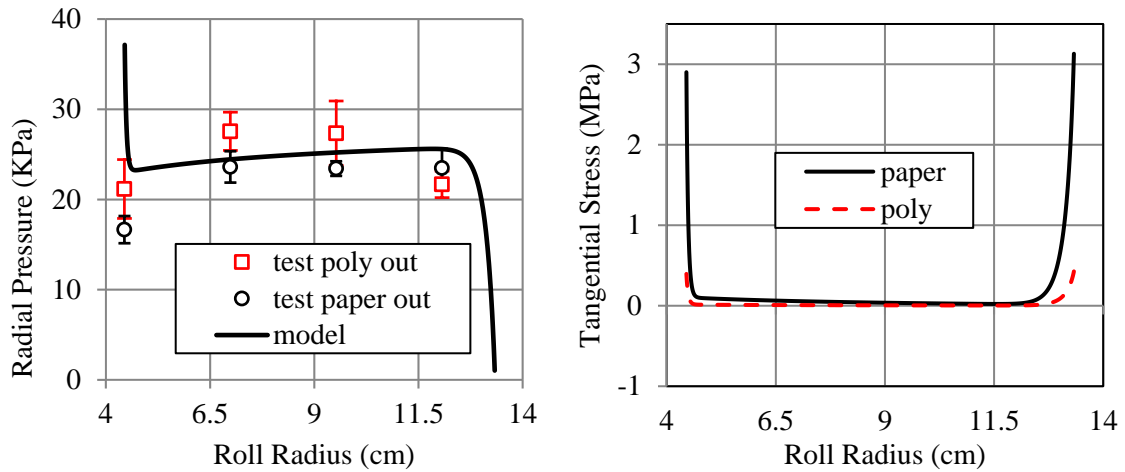 40
30
20
10
0
Radial Pressure (KPa)
test poly out
test paper out
model
4
6.5
9
11.5
14
Roll Radius (cm)
3
2
1
0
-1
Tangential Stress (MPa)
paper
poly
4
6.5
9
11.5
14
Roll Radius (cm)